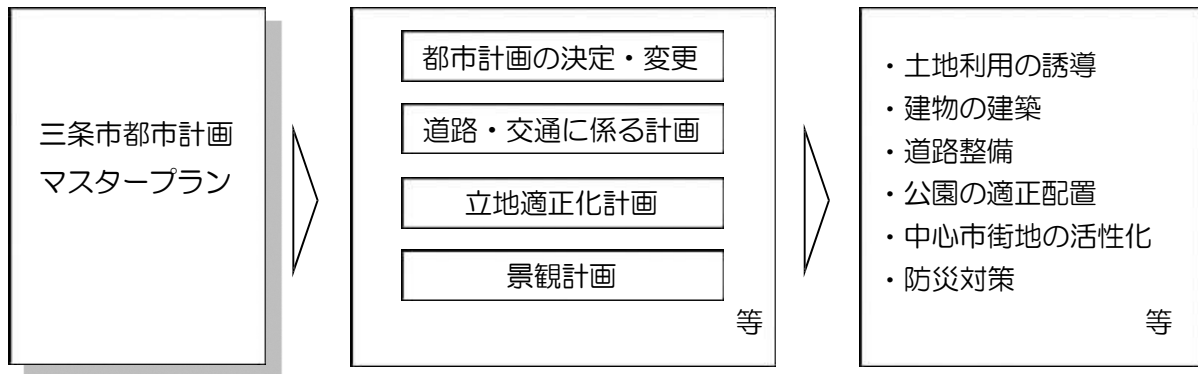 三条市都市計画
マスタープラン
都市計画の決定・変更
道路・交通に係る計画
立地適正化計画
景観計画
等
・土地利用の誘導
・建物の建築
・道路整備
・公園の適正配置
・中心市街地の活性化
・防災対策
等